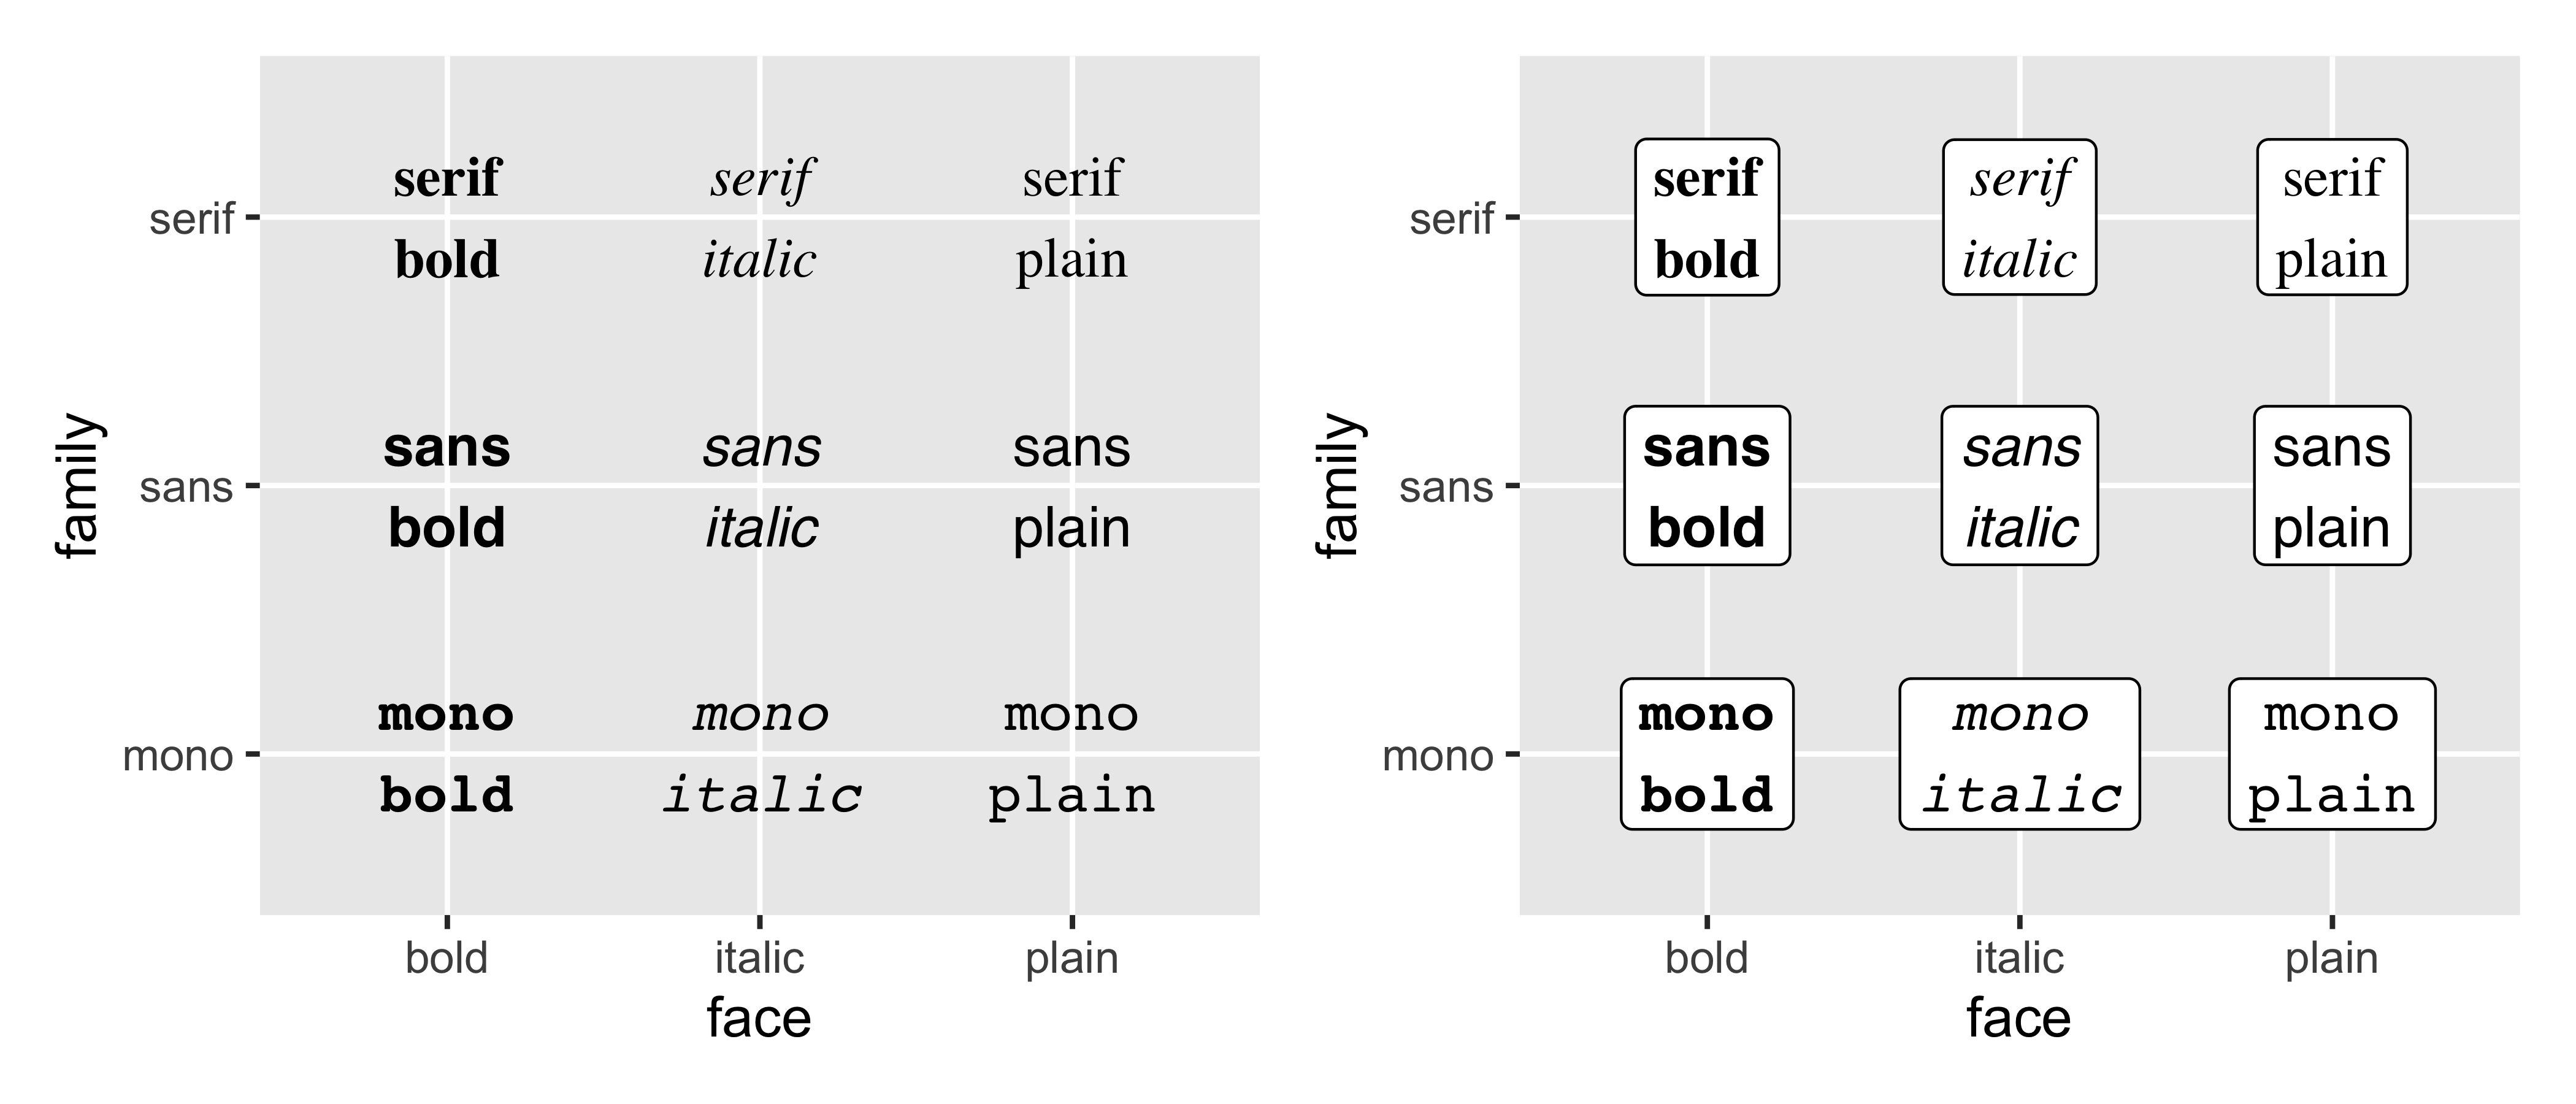 family
serif
sans
mono
serif
bold
serif
italic
serif
plain
sans
bold
sans
italic
sans
plain
mono
bold
mono
italic
mono
plain
bold
italic
plain
face
family
serif
sans
mono
serif
bold
serif
italic
serif
plain
sans
bold
sans
italic
sans
plain
mono
bold
mono
italic
mono
plain
bold
italic
plain
face